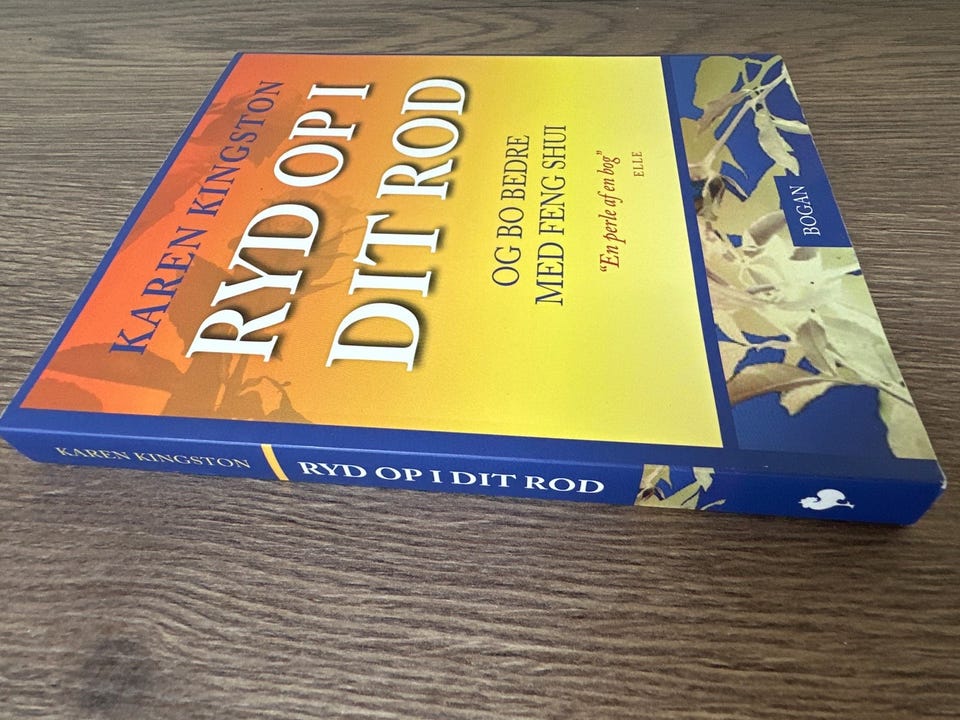 KAREN KINGSTON
RYD OP I
DIT ROD
OG BO BEDRE
MED FENG SHUI
"En perle af en bog"
ELLE
BOGAN
KAREN KINGSTON
RYD OP I DIT ROD